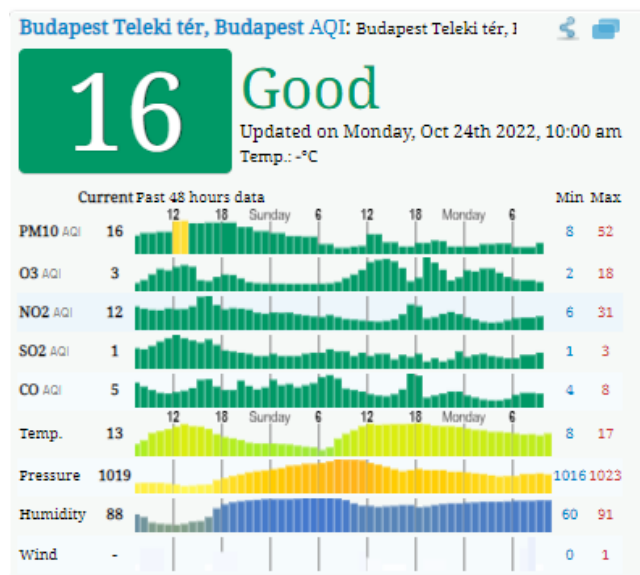 Budapest Teleki tér, Budapest AQI: Budapest Teleki tér,
16
Good
Updated on Monday, Oct 24th 2022, 10:00 am
Temp.: -°C
Current Past 48 hours data Min Max
12 18 Sunday 6 12 18 Monday 6
PM10 AQI 16 8 52
O3 AQI 3 2 18
NO2 AQI 12 6 31
SO2 AQI 1 1 3
CO AQI 5 4 8
12 18 Sunday 6 12 18 Monday 6
Temp. 13 8 17
Pressure 1019 1016 1023
Humidity 88 60 91
Wind - 0 1